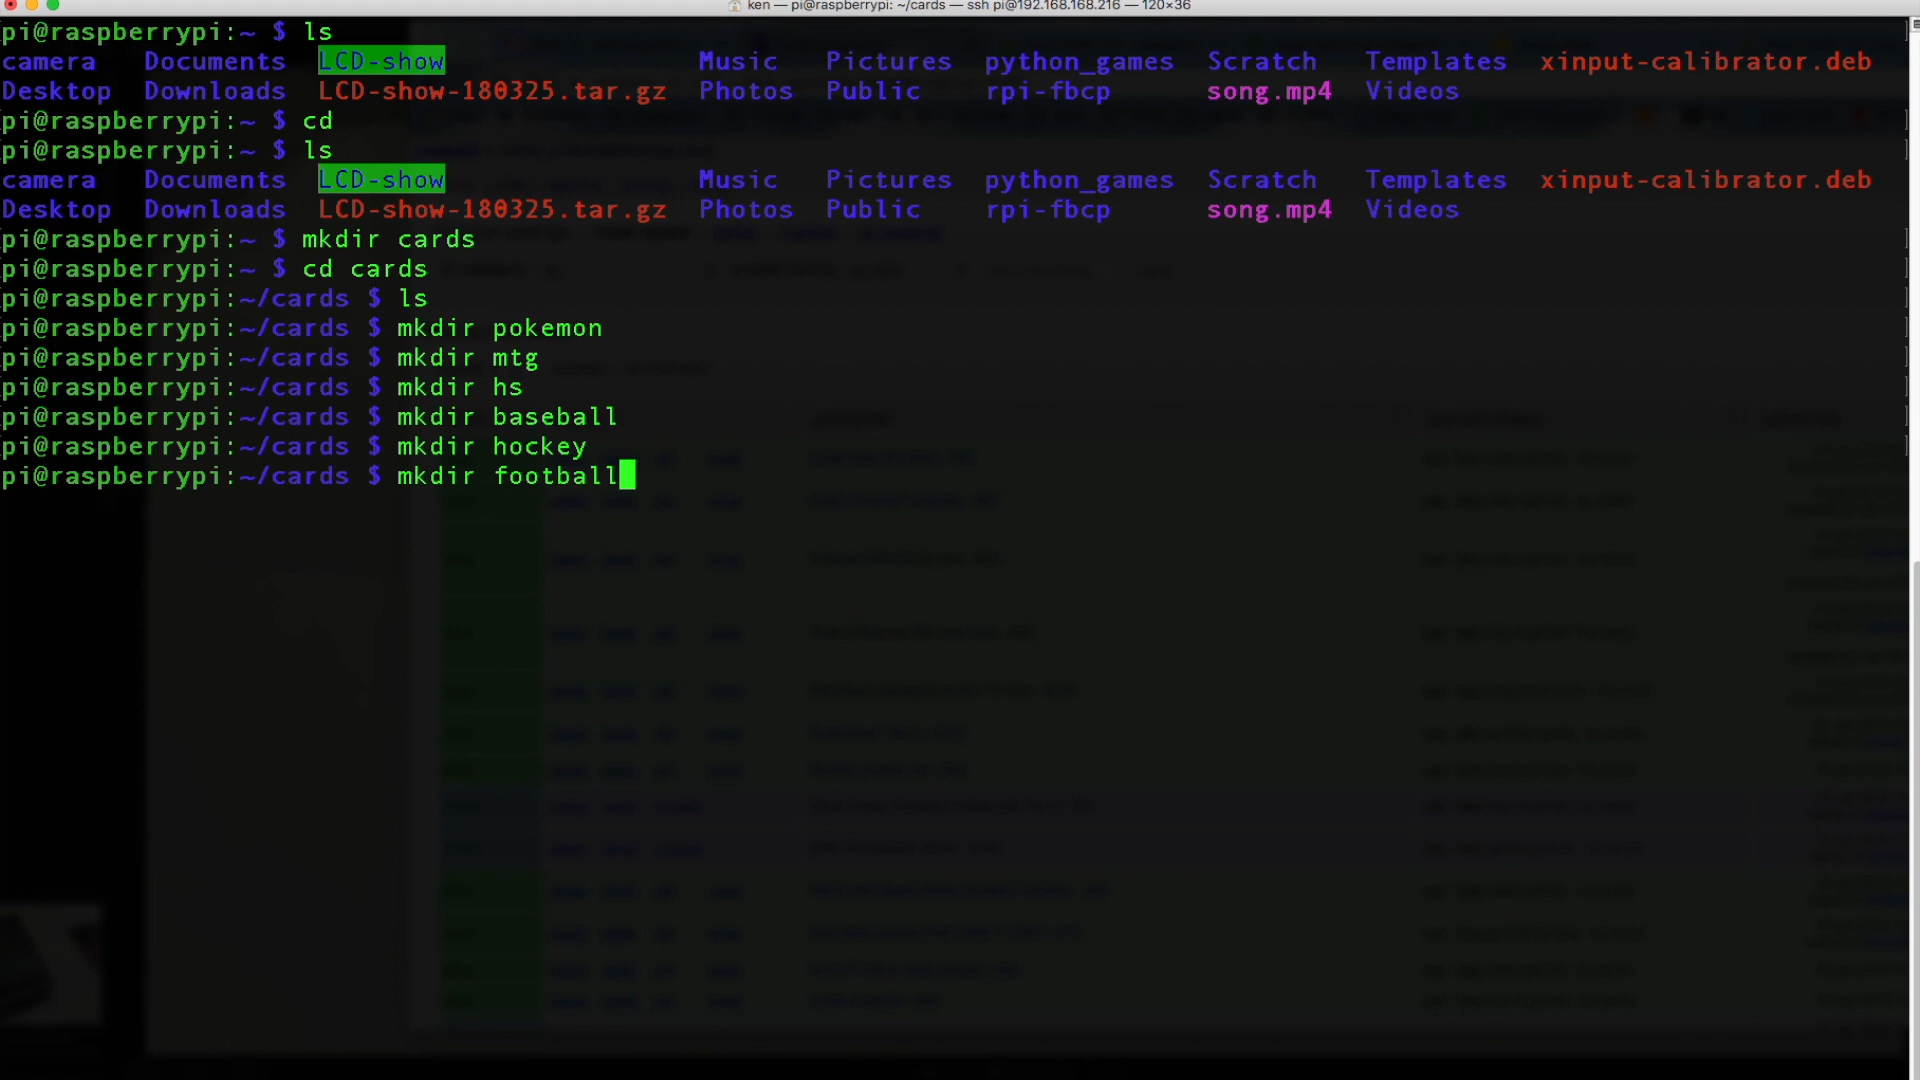 ken — pi@raspberrypi: ~/cards — ssh pi@192.168.168.216 — 120×36
pi@raspberrypi:~ $ ls
camera Documents LCD-show Music Pictures python_games Scratch Templates xinput-calibrator.deb
Desktop Downloads LCD-show-180325.tar.gz Photos Public rpi-fbcp song.mp4 Videos
pi@raspberrypi:~ $ cd
pi@raspberrypi:~ $ ls
camera Documents LCD-show Music Pictures python_games Scratch Templates xinput-calibrator.deb
Desktop Downloads LCD-show-180325.tar.gz Photos Public rpi-fbcp song.mp4 Videos
pi@raspberrypi:~ $ mkdir cards
pi@raspberrypi:~ $ cd cards
pi@raspberrypi:~/cards $ ls
pi@raspberrypi:~/cards $ mkdir pokemon
pi@raspberrypi:~/cards $ mkdir mtg
pi@raspberrypi:~/cards $ mkdir hs
pi@raspberrypi:~/cards $ mkdir baseball
pi@raspberrypi:~/cards $ mkdir hockey
pi@raspberrypi:~/cards $ mkdir football